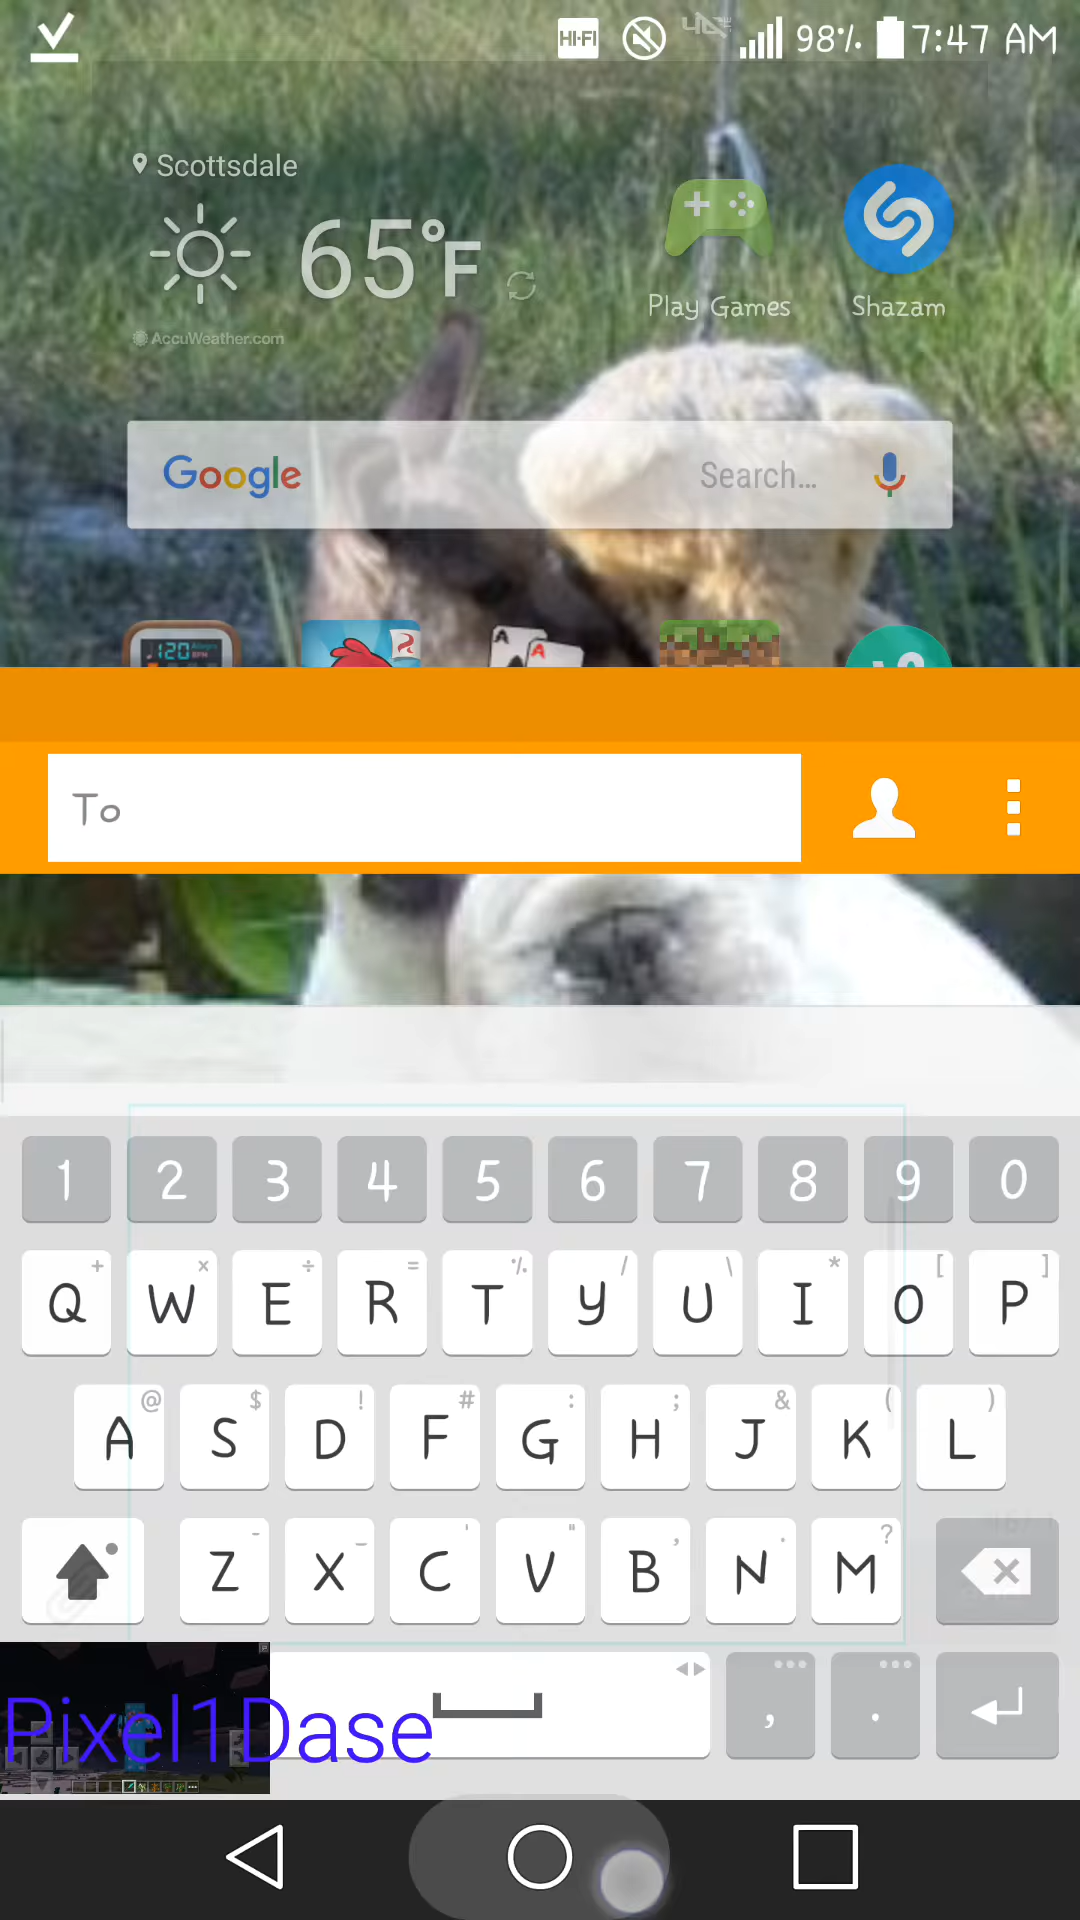 HI-FI 98% 7:47 AM
Scottsdale
65°F
AccuWeather.com
Play Games
Shazam
Google
Search...
120
A A
To
1 2 3 4 5 6 7 8 9 0
+ × ÷ = % / \ * [ ]
Q W E R T Y U I O P
@ $ ! # : ; & ( )
A S D F G H J K L
- _ ' " , . ?
Z X C V B N M
, .
Pixel1Dase